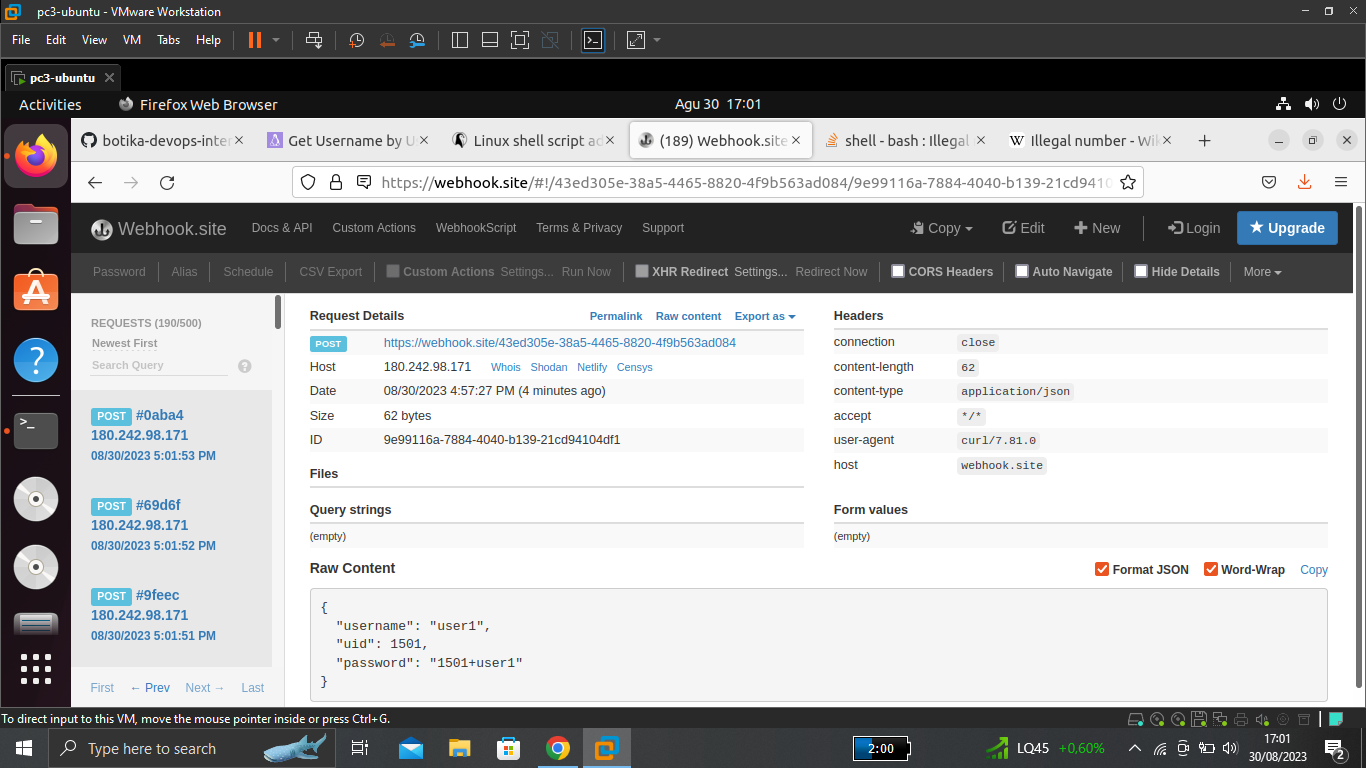 pc3-ubuntu - VMware Workstation
File Edit View VM Tabs Help
pc3-ubuntu
Activities Firefox Web Browser Agu 30 17:01
botika-devops-inter Get Username by Us Linux shell script ad (189) Webhook.site shell - bash : Illegal Illegal number - Wik
https://webhook.site/#!/43ed305e-38a5-4465-8820-4f9b563ad084/9e99116a-7884-4040-b139-21cd9410
Webhook.site Docs & API Custom Actions WebhookScript Terms & Privacy Support Copy Edit New Login Upgrade
Password Alias Schedule CSV Export Custom Actions Settings... Run Now XHR Redirect Settings... Redirect Now CORS Headers Auto Navigate Hide Details More
REQUESTS (190/500)
Newest First
Search Query
POST #0aba4
180.242.98.171
08/30/2023 5:01:53 PM
POST #69d6f
180.242.98.171
08/30/2023 5:01:52 PM
POST #9feec
180.242.98.171
08/30/2023 5:01:51 PM
First ← Prev Next → Last
Request Details Permalink Raw content Export as
POST https://webhook.site/43ed305e-38a5-4465-8820-4f9b563ad084
Host 180.242.98.171 Whois Shodan Netlify Censys
Date 08/30/2023 4:57:27 PM (4 minutes ago)
Size 62 bytes
ID 9e99116a-7884-4040-b139-21cd94104df1
Files
Query strings
(empty)
Headers
connection close
content-length 62
content-type application/json
accept */*
user-agent curl/7.81.0
host webhook.site
Form values
(empty)
Raw Content Format JSON Word-Wrap Copy
{
"username": "user1",
"uid": 1501,
"password": "1501+user1"
}
To direct input to this VM, move the mouse pointer inside or press Ctrl+G.
Type here to search 2:00 LQ45 +0,60% 17:01
30/08/2023 2